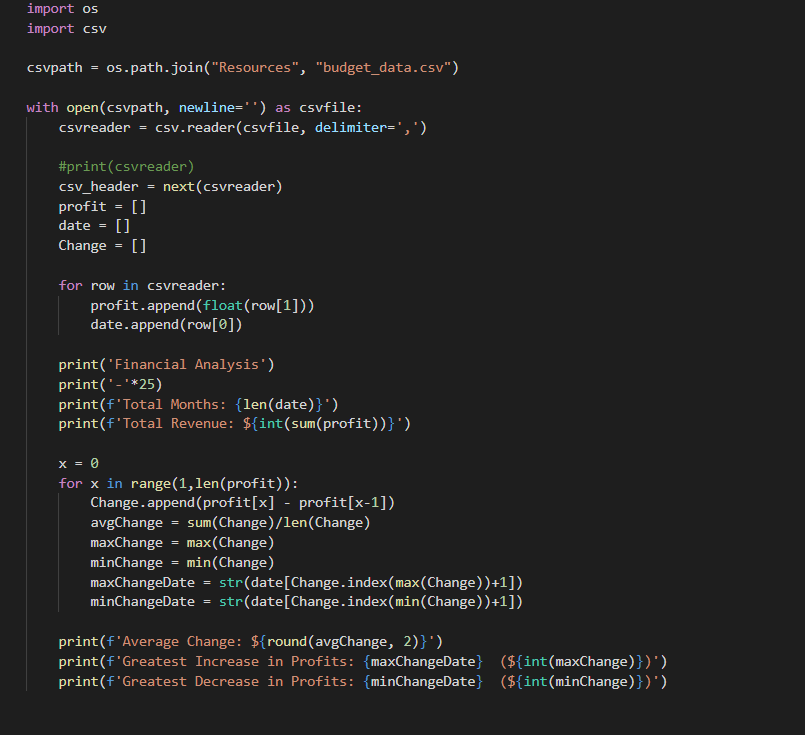 import os
import csv

csvpath = os.path.join("Resources", "budget_data.csv")

with open(csvpath, newline='') as csvfile:
    csvreader = csv.reader(csvfile, delimiter=',')

    #print(csvreader)
    csv_header = next(csvreader)
    profit = []
    date = []
    Change = []

    for row in csvreader:
        profit.append(float(row[1]))
        date.append(row[0])

    print('Financial Analysis')
    print('-'*25)
    print(f'Total Months: {len(date)}')
    print(f'Total Revenue: ${int(sum(profit))}')

    x = 0
    for x in range(1,len(profit)):
        Change.append(profit[x] - profit[x-1])
        avgChange = sum(Change)/len(Change)
        maxChange = max(Change)
        minChange = min(Change)
        maxChangeDate = str(date[Change.index(max(Change))+1])
        minChangeDate = str(date[Change.index(min(Change))+1])

    print(f'Average Change: ${round(avgChange, 2)}')
    print(f'Greatest Increase in Profits: {maxChangeDate}  (${int(maxChange)})')
    print(f'Greatest Decrease in Profits: {minChangeDate}  (${int(minChange)})')